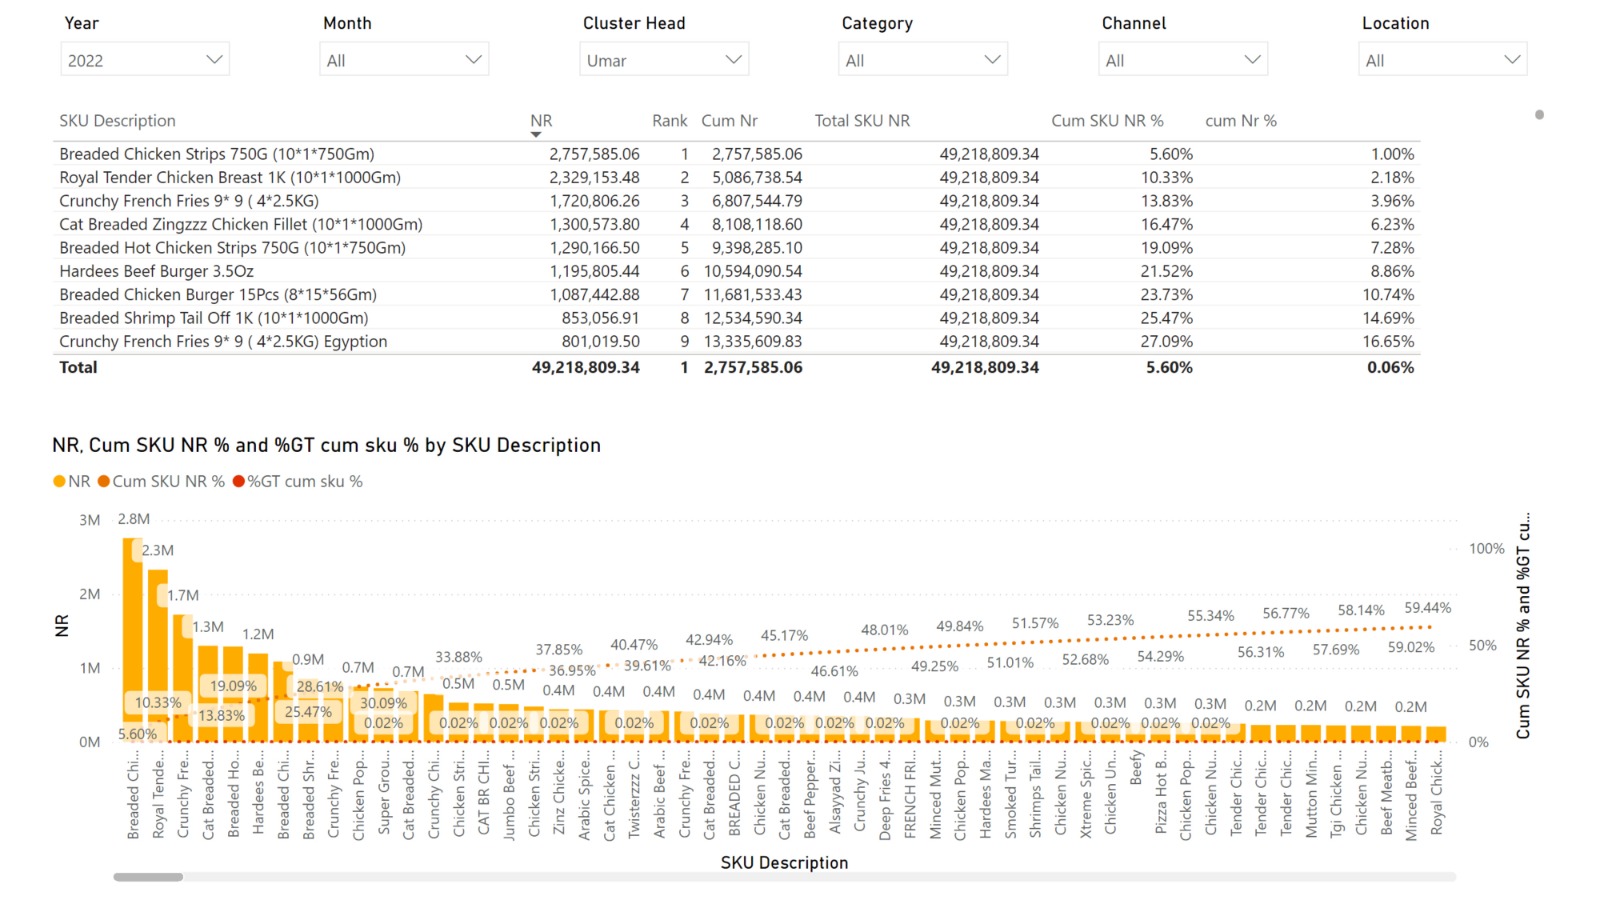 Year Month Cluster Head Category Channel Location
2022 All Umar All All All
SKU Description NR Rank Cum Nr Total SKU NR Cum SKU NR % cum Nr %
Breaded Chicken Strips 750G (10*1*750Gm) 2,757,585.06 1 2,757,585.06 49,218,809.34 5.60% 1.00%
Royal Tender Chicken Breast 1K (10*1*1000Gm) 2,329,153.48 2 5,086,738.54 49,218,809.34 10.33% 2.18%
Crunchy French Fries 9* 9 ( 4*2.5KG) 1,720,806.26 3 6,807,544.79 49,218,809.34 13.83% 3.96%
Cat Breaded Zingzzz Chicken Fillet (10*1*1000Gm) 1,300,573.80 4 8,108,118.60 49,218,809.34 16.47% 6.23%
Breaded Hot Chicken Strips 750G (10*1*750Gm) 1,290,166.50 5 9,398,285.10 49,218,809.34 19.09% 7.28%
Hardees Beef Burger 3.5Oz 1,195,805.44 6 10,594,090.54 49,218,809.34 21.52% 8.86%
Breaded Chicken Burger 15Pcs (8*15*56Gm) 1,087,442.88 7 11,681,533.43 49,218,809.34 23.73% 10.74%
Breaded Shrimp Tail Off 1K (10*1*1000Gm) 853,056.91 8 12,534,590.34 49,218,809.34 25.47% 14.69%
Crunchy French Fries 9* 9 ( 4*2.5KG) Egyption 801,019.50 9 13,335,609.83 49,218,809.34 27.09% 16.65%
Total 49,218,809.34 1 2,757,585.06 49,218,809.34 5.60% 0.06%
NR, Cum SKU NR % and %GT cum sku % by SKU Description
NR Cum SKU NR % %GT cum sku %
3M 2.8M
2.3M 100%
2M 1.7M
1.3M 1.2M 55.34% 56.77% 58.14% 59.44%
45.17% 48.01% 49.84% 51.57% 53.23%
33.88% 37.85% 40.47% 42.94% 50%
1M 0.9M 0.7M 0.7M 36.95% 39.61% 42.16% 46.61% 49.25% 51.01% 52.68% 54.29% 56.31% 57.69% 59.02%
19.09% 28.61% 0.5M 0.5M 0.4M 0.4M 0.4M 0.4M 0.4M 0.4M 0.4M 0.3M 0.3M 0.3M 0.3M 0.3M 0.3M 0.3M 0.2M 0.2M 0.2M 0.2M
10.33% 30.09%
13.83% 25.47% 0.02% 0.02% 0.02% 0.02% 0.02% 0.02% 0.02% 0.02% 0.02% 0.02% 0.02% 0.02% 0.02%
5.60%
0M 0%
NR
Cum SKU NR % and %GT cu...
Breaded Chi...
Royal Tende...
Crunchy Fre...
Cat Breaded...
Breaded Ho...
Hardees Be...
Breaded Chi...
Breaded Shr...
Crunchy Fre...
Chicken Pop...
Super Grou...
Cat Breaded...
Crunchy Chi...
Chicken Stri...
CAT BR CHI...
Jumbo Beef ...
Chicken Stri...
Zinz Chicke...
Arabic Spice...
Cat Chicken ...
Twisterzzz C...
Arabic Beef ...
Crunchy Fre...
Cat Breaded...
BREADED C...
Chicken Nu...
Cat Breaded...
Beef Pepper...
Alsayyad Zi...
Crunchy Ju...
Deep Fries 4...
FRENCH FRI...
Minced Mut...
Chicken Pop...
Hardees Ma...
Smoked Tur...
Shrimps Tail...
Chicken Nu...
Xtreme Spic...
Chicken Un...
Beefy
Pizza Hot B...
Chicken Pop...
Chicken Nu...
Tender Chic...
Tender Chic...
Tender Chic...
Mutton Min...
Tgi Chicken ...
Chicken Nu...
Beef Meatb...
Minced Beef...
Royal Chick...
SKU Description